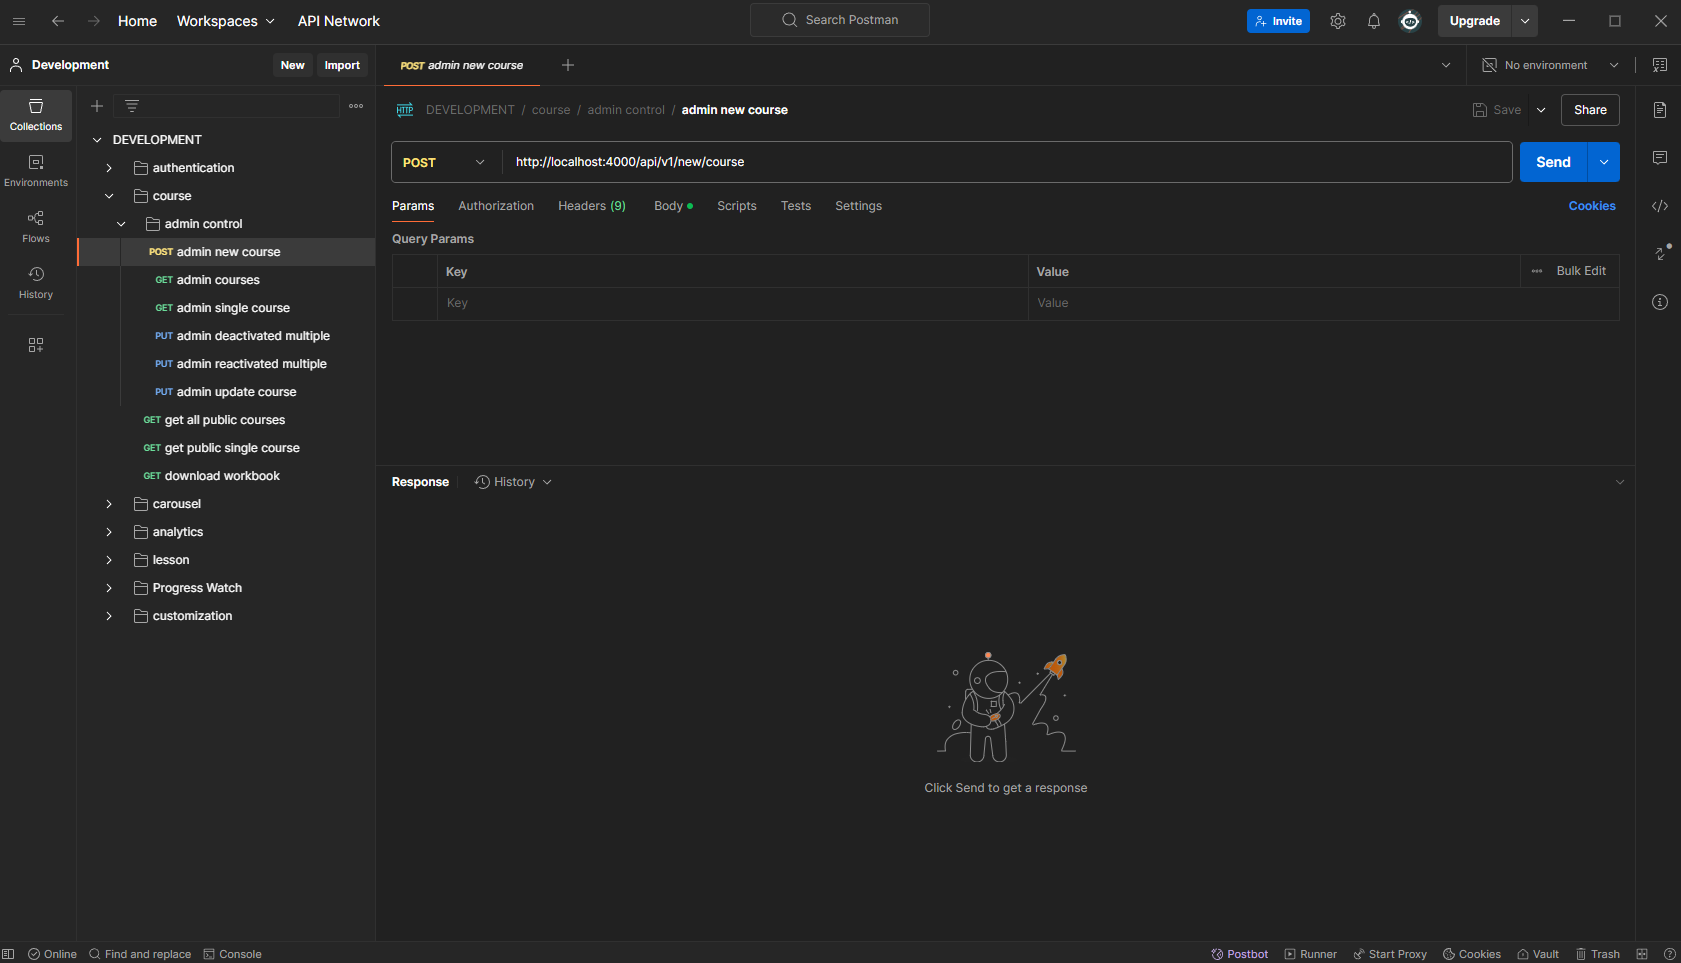 Home Workspaces API Network Search Postman Invite Upgrade
Development New Import POST admin new course No environment
Collections
Environments
Flows
History
DEVELOPMENT
authentication
course
admin control
POST admin new course
GET admin courses
GET admin single course
PUT admin deactivated multiple
PUT admin reactivated multiple
PUT admin update course
GET get all public courses
GET get public single course
GET download workbook
carousel
analytics
lesson
Progress Watch
customization
HTTP DEVELOPMENT / course / admin control / admin new course Save Share
POST http://localhost:4000/api/v1/new/course Send
Params Authorization Headers (9) Body Scripts Tests Settings Cookies
Query Params
Key Value Bulk Edit
Key Value
Response History
Click Send to get a response
Online Find and replace Console Postbot Runner Start Proxy Cookies Vault Trash